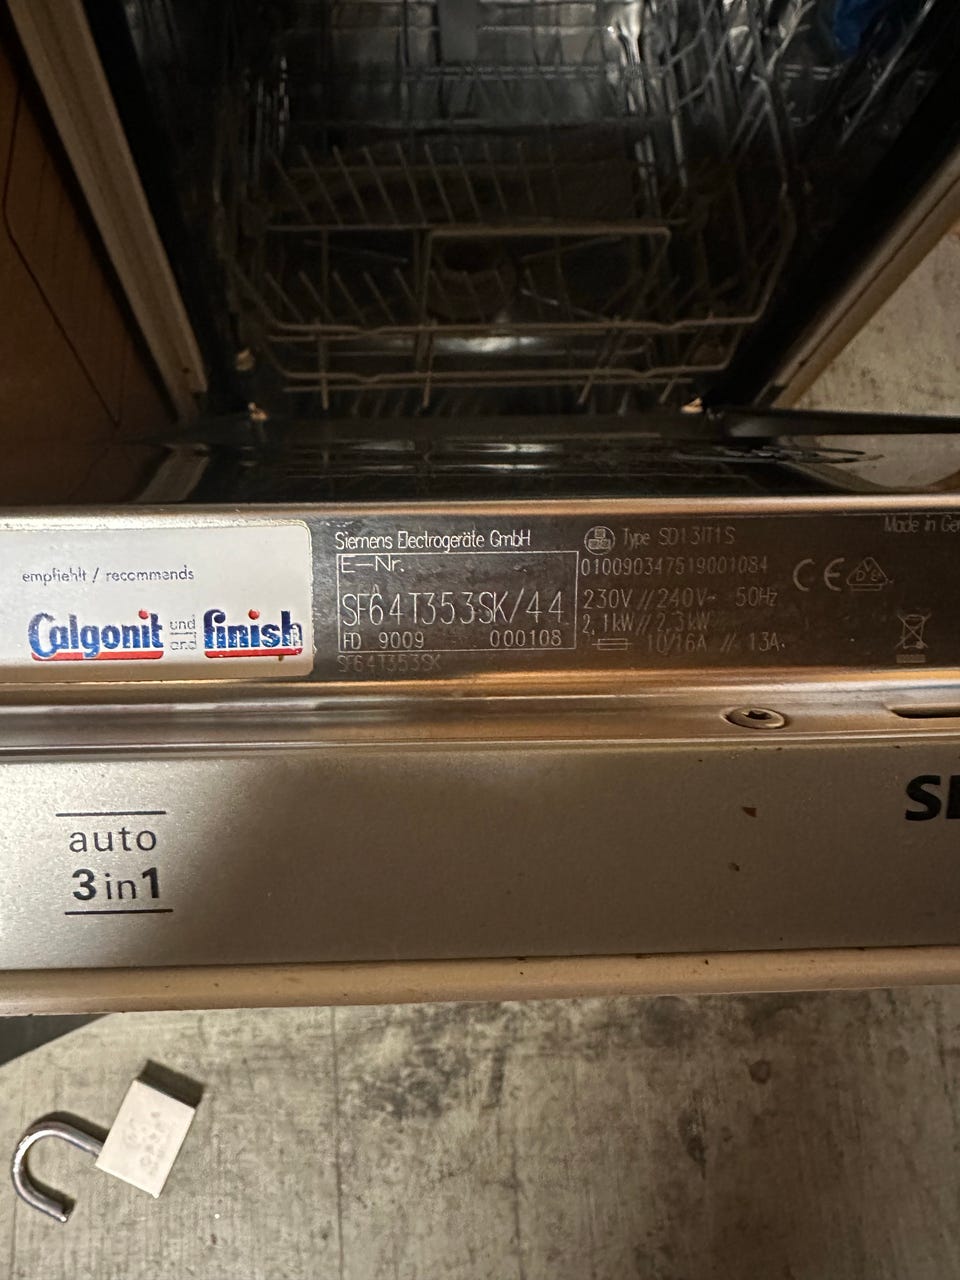 empfiehlt / recommends
Calgonit und and finish
Siemens Electrogeräte GmbH
E-Nr.
SF64T353SK/44
FD 9009 000108
SF64T353SK
Type SD13IT1S
010090347519001084
230V // 240V~ 50Hz
2,1kW // 2,3kW
10/16A // 13A
Made in Ger
CE
auto
3in1